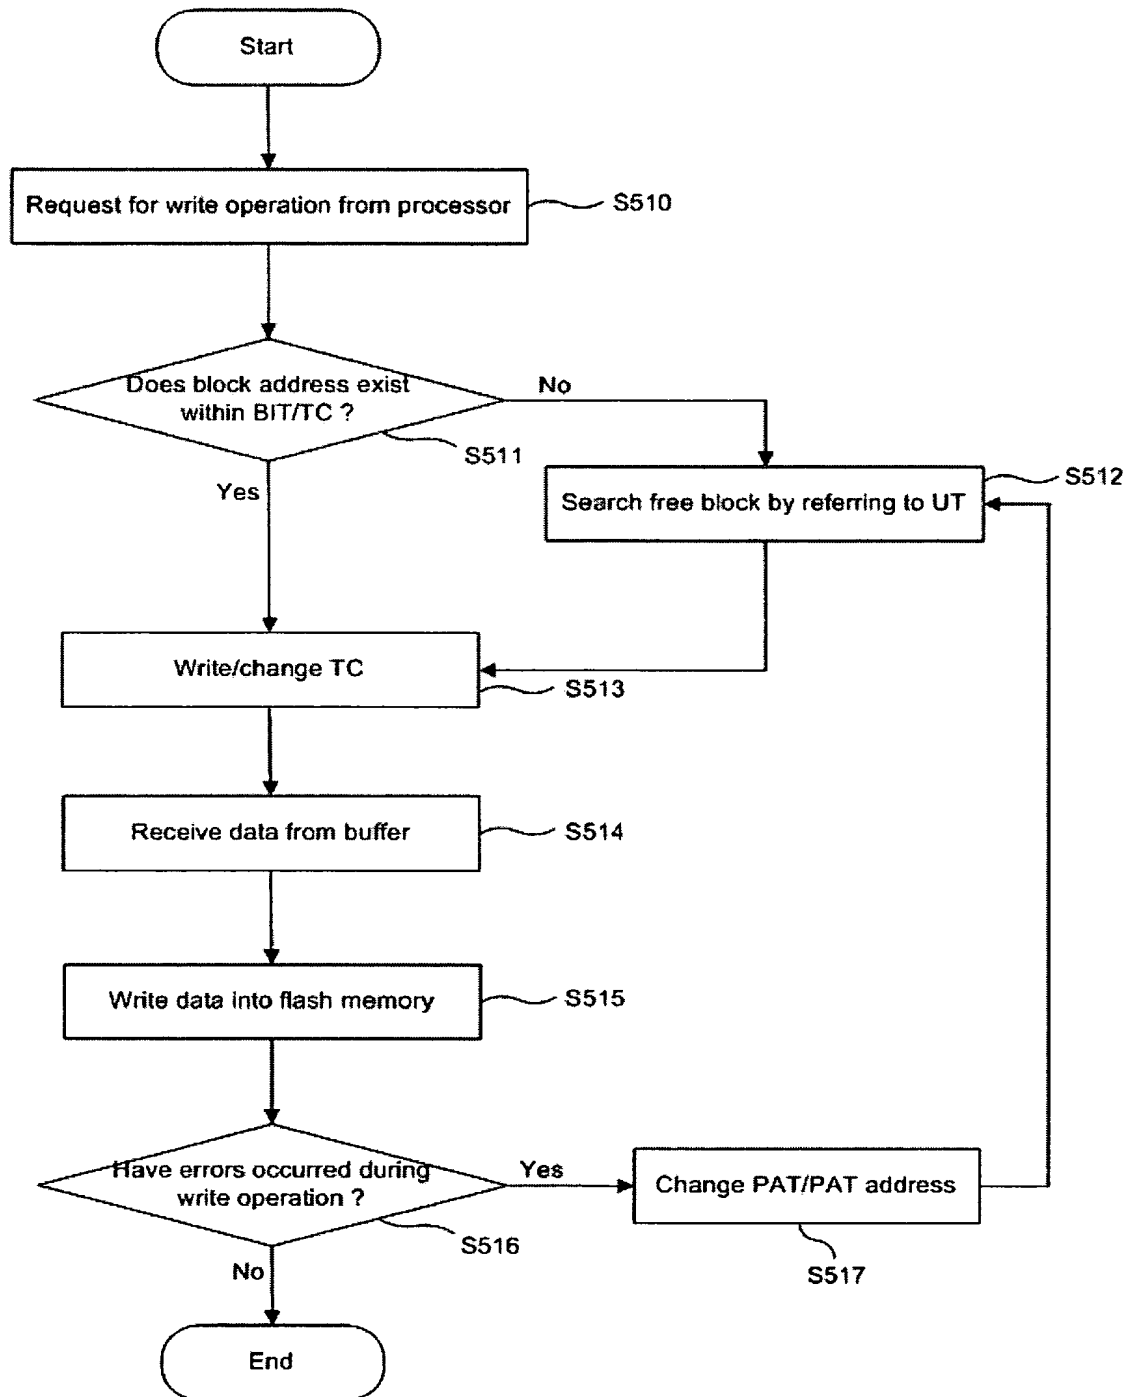 Start
Request for write operation from processor
S510
Does block address exist
within BIT/TC ?
No
S511
Yes
S512
Search free block by referring to UT
Write/change TC
S513
Receive data from buffer
S514
Write data into flash memory
S515
Have errors occurred during
write operation ?
Yes
Change PAT/PAT address
S516
No
S517
End